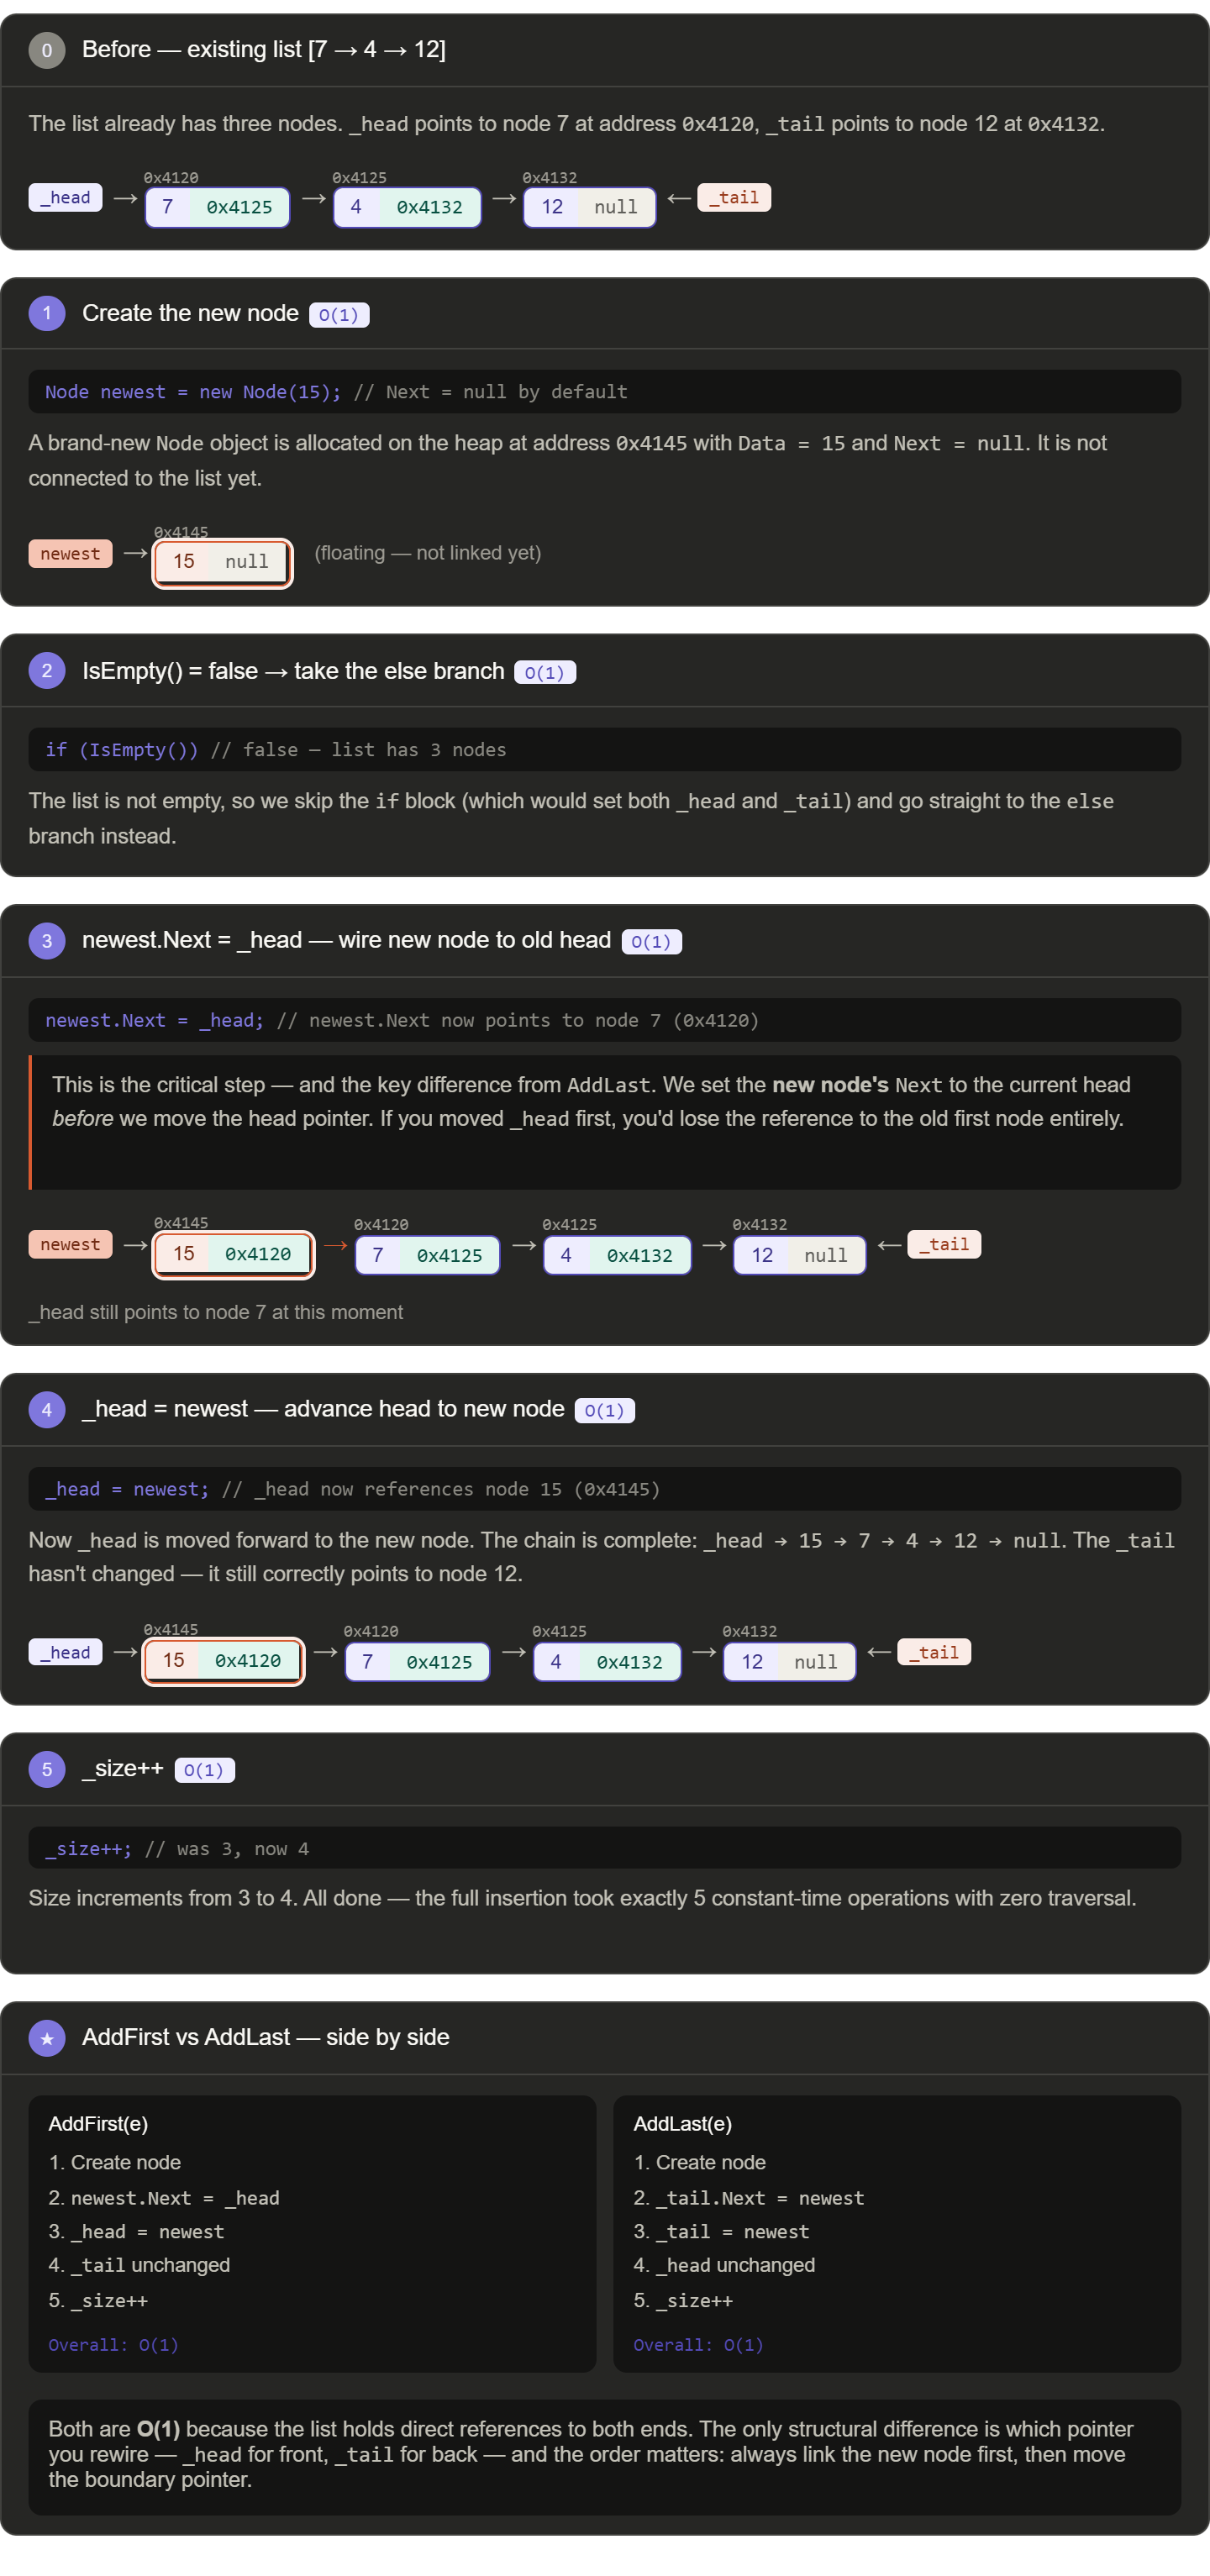 0 Before — existing list [7 → 4 → 12]
The list already has three nodes. _head points to node 7 at address 0x4120, _tail points to node 12 at 0x4132.
0x4120 0x4125 0x4132
_head → 7 0x4125 → 4 0x4132 → 12 null ← _tail
1 Create the new node O(1)
Node newest = new Node(15); // Next = null by default
A brand-new Node object is allocated on the heap at address 0x4145 with Data = 15 and Next = null. It is not
connected to the list yet.
0x4145
newest → 15 null (floating — not linked yet)
2 IsEmpty() = false → take the else branch O(1)
if (IsEmpty()) // false — list has 3 nodes
The list is not empty, so we skip the if block (which would set both _head and _tail) and go straight to the else
branch instead.
3 newest.Next = _head — wire new node to old head O(1)
newest.Next = _head; // newest.Next now points to node 7 (0x4120)
This is the critical step — and the key difference from AddLast. We set the new node's Next to the current head
before we move the head pointer. If you moved _head first, you'd lose the reference to the old first node entirely.
0x4145 0x4120 0x4125 0x4132
newest → 15 0x4120 → 7 0x4125 → 4 0x4132 → 12 null ← _tail
_head still points to node 7 at this moment
4 _head = newest — advance head to new node O(1)
_head = newest; // _head now references node 15 (0x4145)
Now _head is moved forward to the new node. The chain is complete: _head → 15 → 7 → 4 → 12 → null. The _tail
hasn't changed — it still correctly points to node 12.
0x4145 0x4120 0x4125 0x4132
_head → 15 0x4120 → 7 0x4125 → 4 0x4132 → 12 null ← _tail
5 _size++ O(1)
_size++; // was 3, now 4
Size increments from 3 to 4. All done — the full insertion took exactly 5 constant-time operations with zero traversal.
★ AddFirst vs AddLast — side by side
AddFirst(e)
1. Create node
2. newest.Next = _head
3. _head = newest
4. _tail unchanged
5. _size++
Overall: O(1)
AddLast(e)
1. Create node
2. _tail.Next = newest
3. _tail = newest
4. _head unchanged
5. _size++
Overall: O(1)
Both are O(1) because the list holds direct references to both ends. The only structural difference is which pointer
you rewire — _head for front, _tail for back — and the order matters: always link the new node first, then move
the boundary pointer.